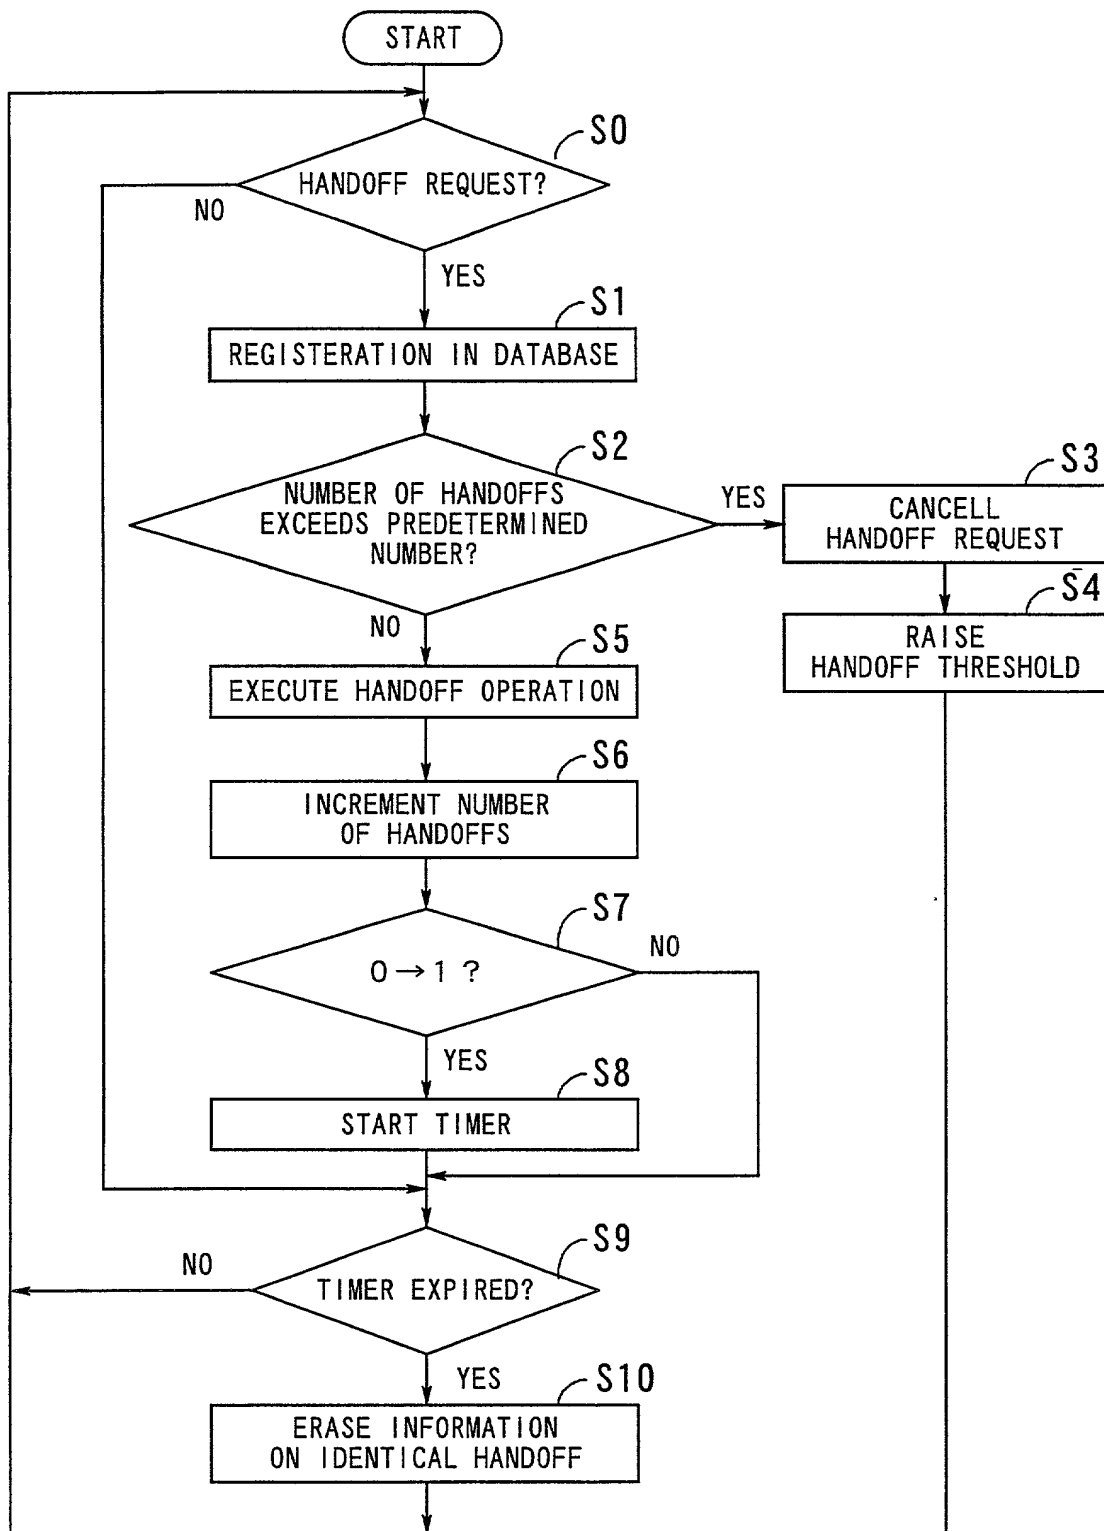 START
S0
HANDOFF REQUEST?
NO
YES
S1
REGISTERATION IN DATABASE
S2
NUMBER OF HANDOFFS
EXCEEDS PREDETERMINED
NUMBER?
YES
S3
CANCELL
HANDOFF REQUEST
NO
S4
RAISE
HANDOFF THRESHOLD
S5
EXECUTE HANDOFF OPERATION
S6
INCREMENT NUMBER
OF HANDOFFS
S7
0→1 ?
NO
YES
S8
START TIMER
S9
NO
TIMER EXPIRED?
YES
S10
ERASE INFORMATION
ON IDENTICAL HANDOFF